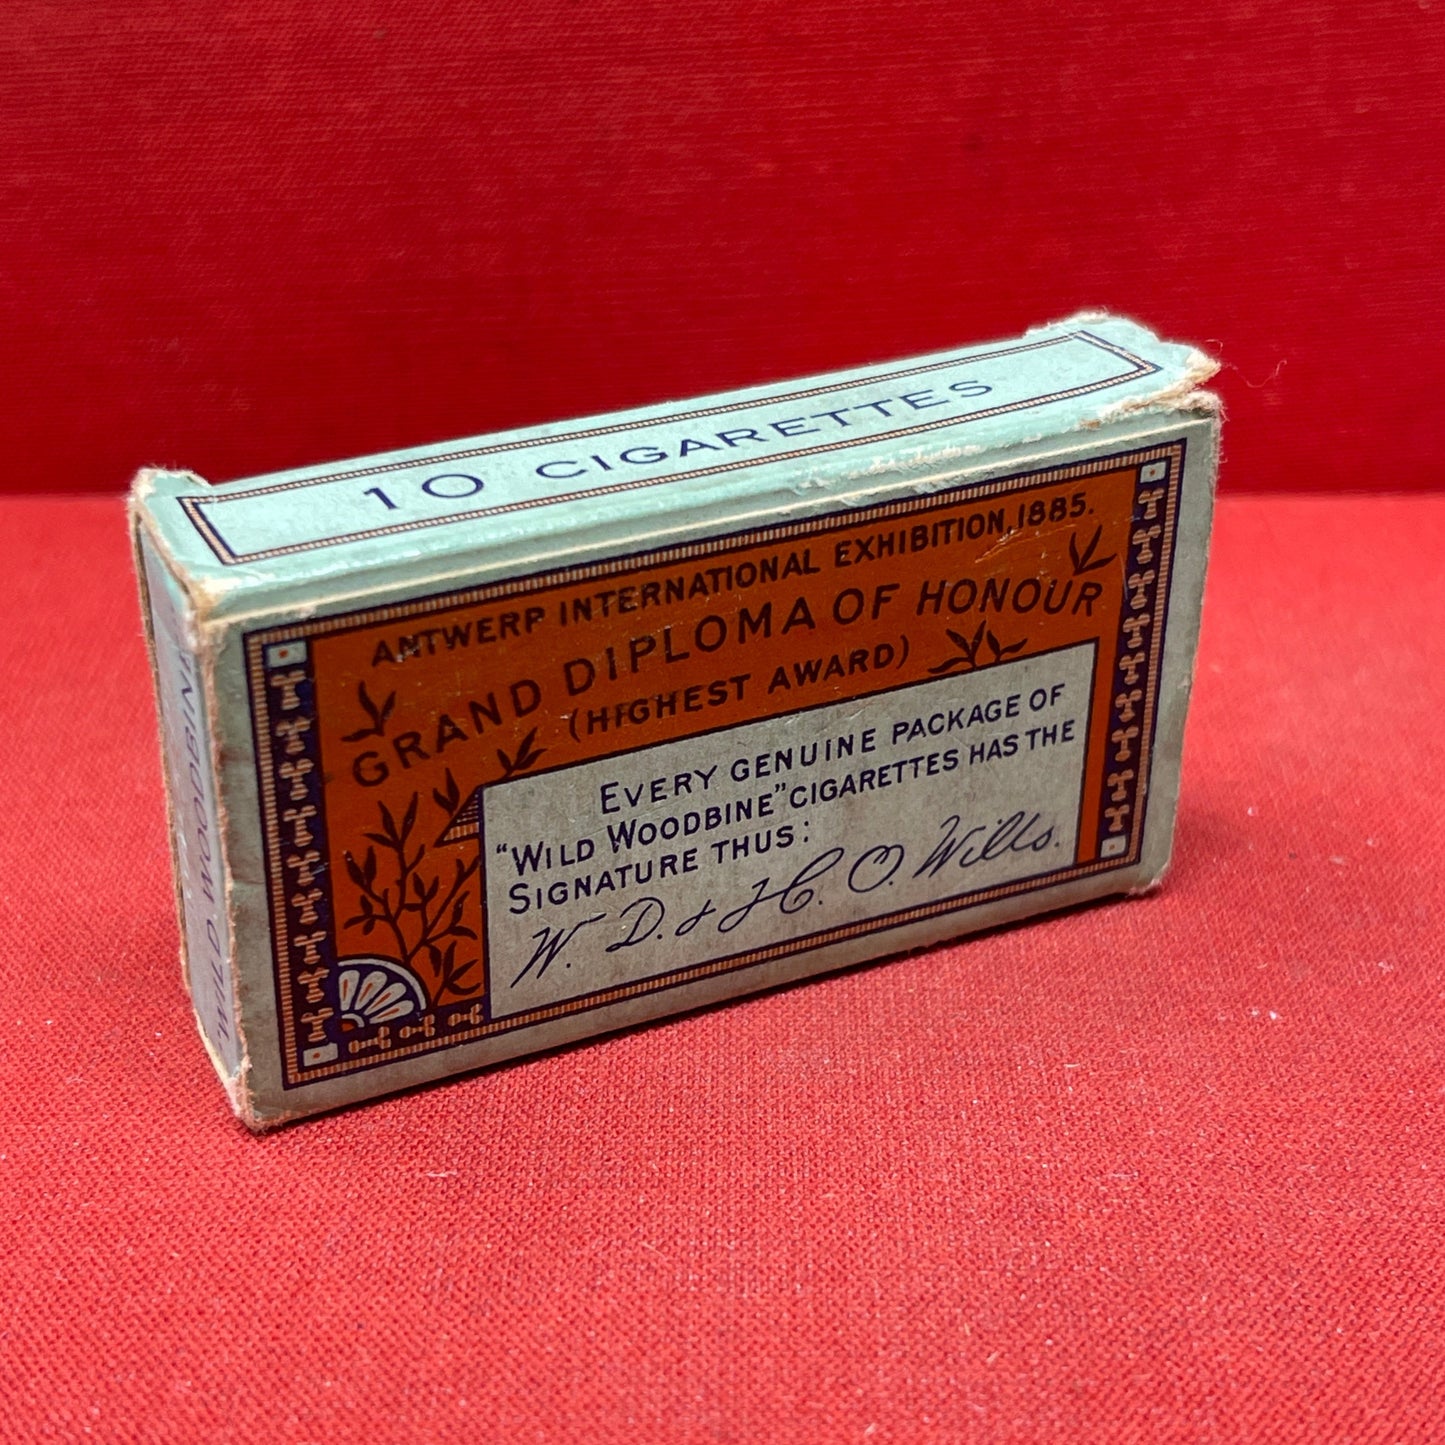 10 CIGARETTES
ANTWERP INTERNATIONAL EXHIBITION, 1885.
GRAND DIPLOMA OF HONOUR
(HIGHEST AWARD)
EVERY GENUINE PACKAGE OF
"WILD WOODBINE" CIGARETTES HAS THE
SIGNATURE THUS:
W. D. & H. O. Wills.
WILD WOODBINE